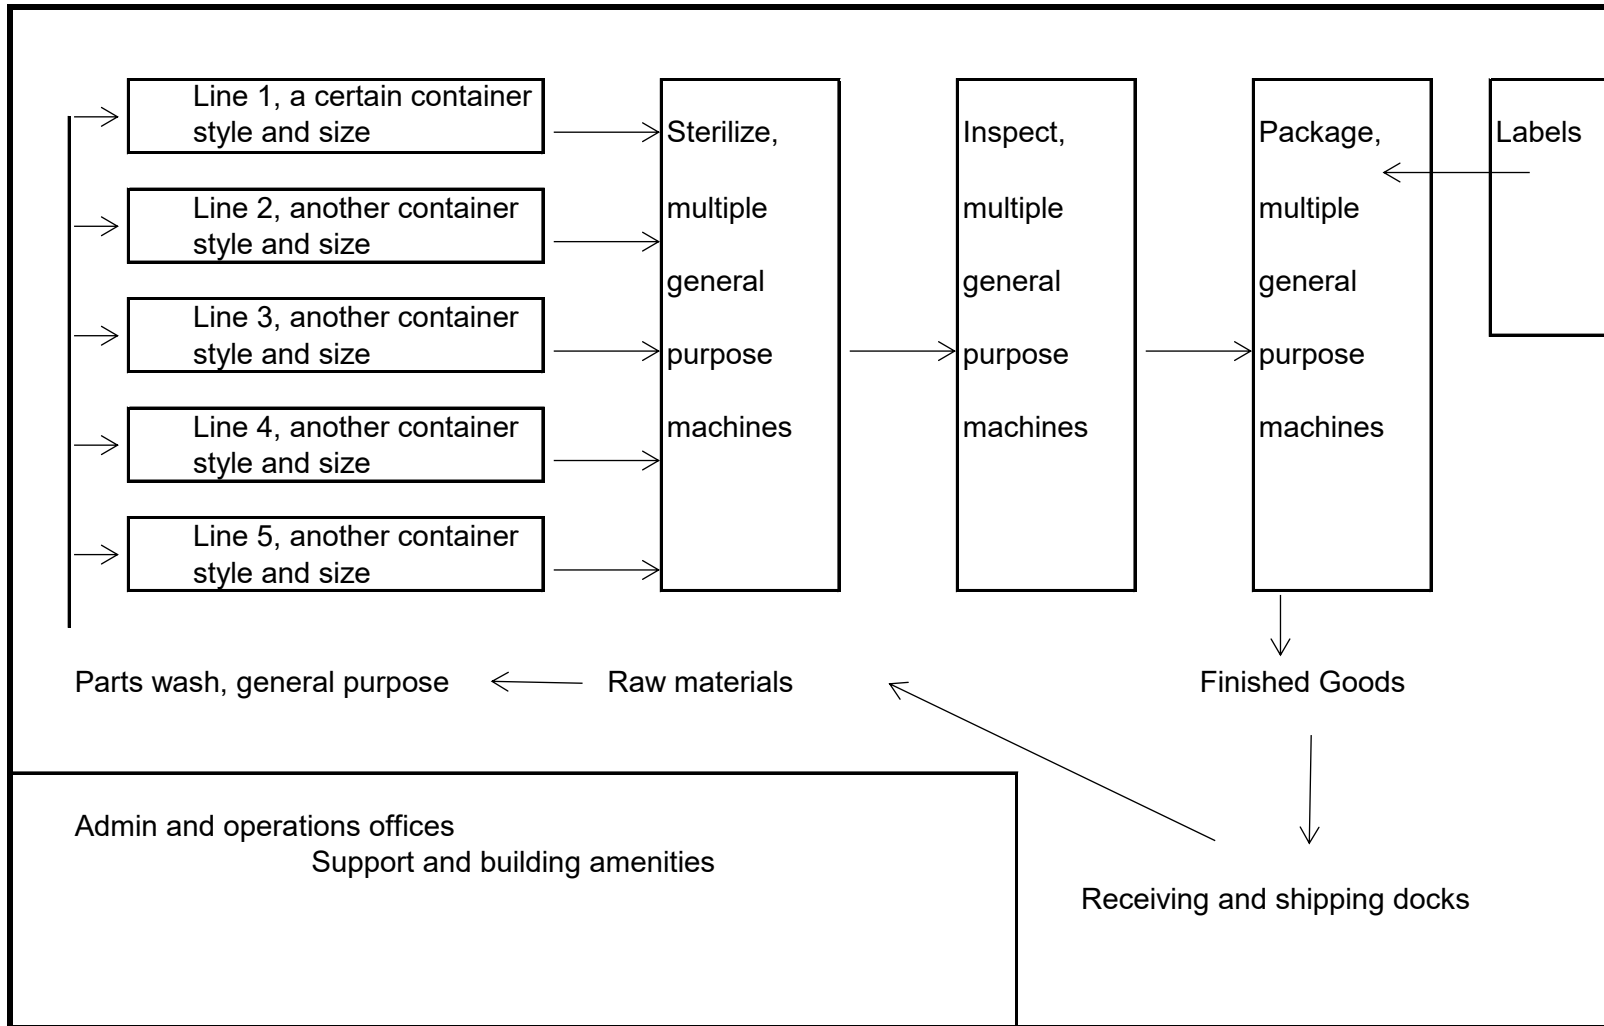 Line 1, a certain container
style and size
Line 2, another container
style and size
Line 3, another container
style and size
Line 4, another container
style and size
Line 5, another container
style and size
Sterilize,
multiple
general
purpose
machines
Inspect,
multiple
general
purpose
machines
Package,
multiple
general
purpose
machines
Labels
Parts wash, general purpose
Raw materials
Finished Goods
Admin and operations offices
Support and building amenities
Receiving and shipping docks